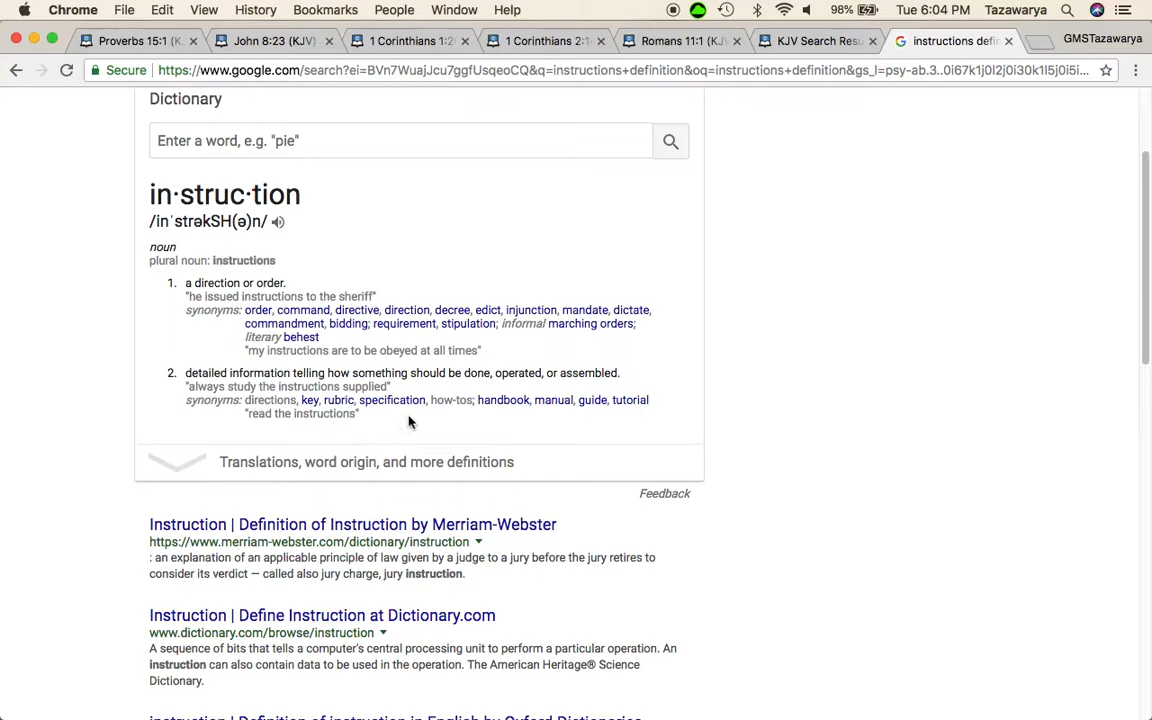 Chrome File Edit View History Bookmarks People Window Help 98% Tue 6:04 PM Tazawarya
Proverbs 15:1 (K. John 8:23 (KJV) 1 Corinthians 1:2 1 Corinthians 2:1 Romans 11:1 (KJV KJV Search Resu instructions defin GMSTazawarya
Secure https://www.google.com/search?ei=BVn7WuajJcu7ggfUsqeoCQ&q=instructions+definition&oq=instructions+definition&gs_l=psy-ab.3..0i67k1j0l2j0i30k1l5j0i5i...
Dictionary
Enter a word, e.g. "pie"
in·struc·tion
/inˈstrəkSH(ə)n/
noun
plural noun: instructions
1. a direction or order.
"he issued instructions to the sheriff"
synonyms: order, command, directive, direction, decree, edict, injunction, mandate, dictate,
commandment, bidding; requirement, stipulation; informal marching orders;
literary behest
"my instructions are to be obeyed at all times"
2. detailed information telling how something should be done, operated, or assembled.
"always study the instructions supplied"
synonyms: directions, key, rubric, specification, how-tos; handbook, manual, guide, tutorial
"read the instructions"
Translations, word origin, and more definitions
Feedback
Instruction | Definition of Instruction by Merriam-Webster
https://www.merriam-webster.com/dictionary/instruction
: an explanation of an applicable principle of law given by a judge to a jury before the jury retires to
consider its verdict — called also jury charge, jury instruction.
Instruction | Define Instruction at Dictionary.com
www.dictionary.com/browse/instruction
A sequence of bits that tells a computer's central processing unit to perform a particular operation. An
instruction can also contain data to be used in the operation. The American Heritage® Science
Dictionary.
instruction | Definition of instruction in English by Oxford Dictionaries